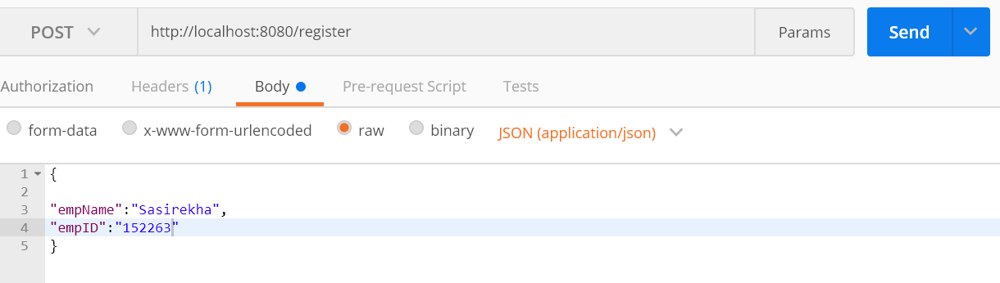 POST http://localhost:8080/register Params Send
Authorization Headers (1) Body Pre-request Script Tests
form-data x-www-form-urlencoded raw binary JSON (application/json)
1 {
2
3 "empName":"Sasirekha",
4 "empID":"152263"
5 }